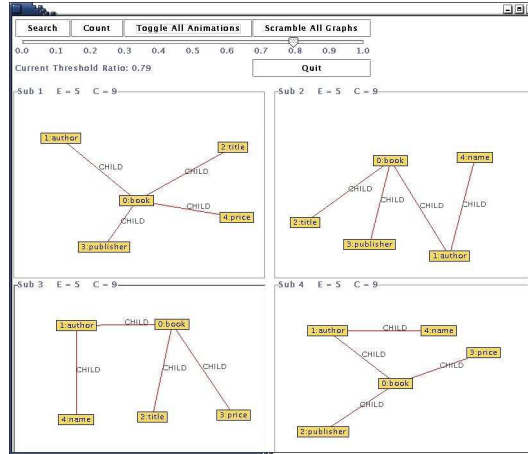 Search Count Toggle All Animations Scramble All Graphs
0.0 0.1 0.2 0.3 0.4 0.5 0.6 0.7 0.8 0.9 1.0
Current Threshold Ratio: 0.79 Quit
Sub 1 E = 5 C = 9
1:author
2:title
CHILD
CHILD
0:book
CHILD
4:price
CHILD
3:publisher
Sub 2 E = 5 C = 9
0:book
4:name
CHILD
CHILD
CHILD
CHILD
2:title
3:publisher
1:author
Sub 3 E = 5 C = 9
1:author
CHILD
0:book
CHILD
CHILD
CHILD
4:name
2:title
3:price
Sub 4 E = 5 C = 9
1:author
CHILD
4:name
CHILD
3:price
CHILD
0:book
CHILD
2:publisher